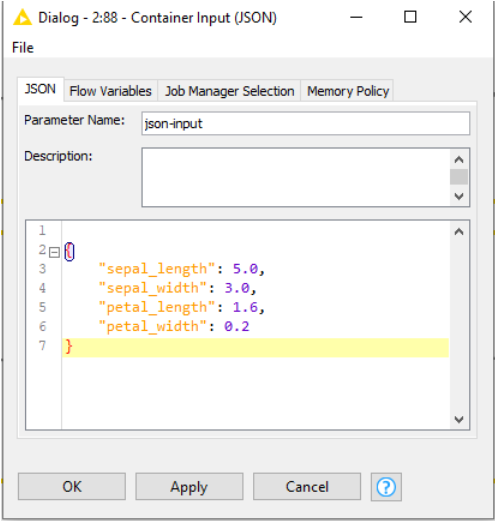 Dialog - 2:88 - Container Input (JSON)
File
JSON Flow Variables Job Manager Selection Memory Policy
Parameter Name: json-input
Description:
1
2 {
3 "sepal_length": 5.0,
4 "sepal_width": 3.0,
5 "petal_length": 1.6,
6 "petal_width": 0.2
7 }
OK Apply Cancel ?